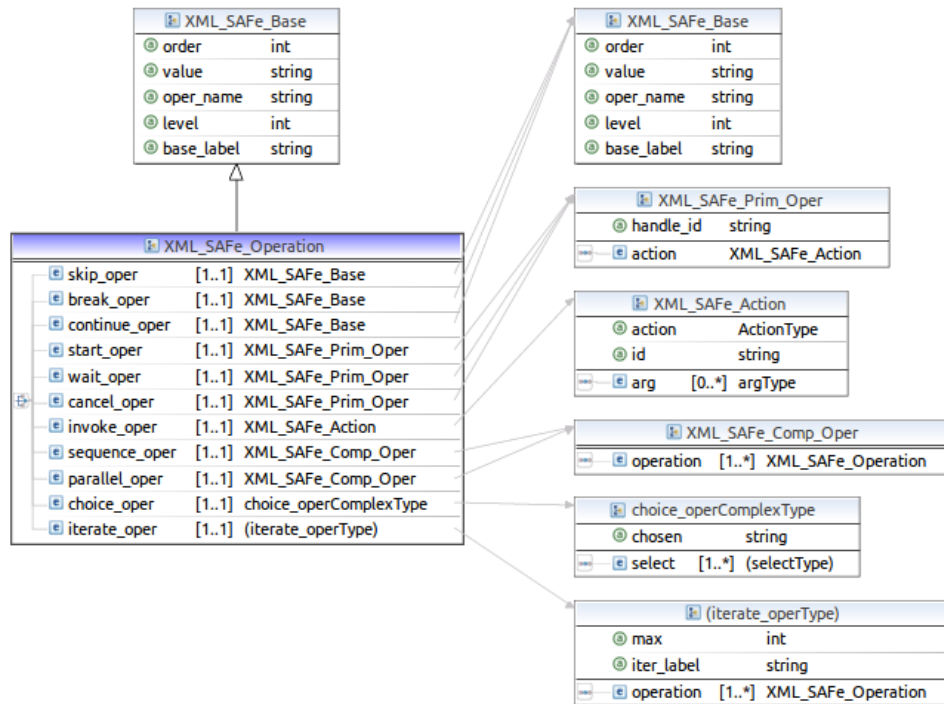 XML_SAFe_Base
order int
value string
oper_name string
level int
base_label string
XML_SAFe_Operation
skip_oper [1..1] XML_SAFe_Base
break_oper [1..1] XML_SAFe_Base
continue_oper [1..1] XML_SAFe_Base
start_oper [1..1] XML_SAFe_Prim_Oper
wait_oper [1..1] XML_SAFe_Prim_Oper
cancel_oper [1..1] XML_SAFe_Prim_Oper
invoke_oper [1..1] XML_SAFe_Action
sequence_oper [1..1] XML_SAFe_Comp_Oper
parallel_oper [1..1] XML_SAFe_Comp_Oper
choice_oper [1..1] choice_operComplexType
iterate_oper [1..1] (iterate_operType)
XML_SAFe_Base
order int
value string
oper_name string
level int
base_label string
XML_SAFe_Prim_Oper
handle_id string
action XML_SAFe_Action
XML_SAFe_Action
action ActionType
id string
arg [0..*] argType
XML_SAFe_Comp_Oper
operation [1..*] XML_SAFe_Operation
choice_operComplexType
chosen string
select [1..*] (selectType)
(iterate_operType)
max int
iter_label string
operation [1..*] XML_SAFe_Operation